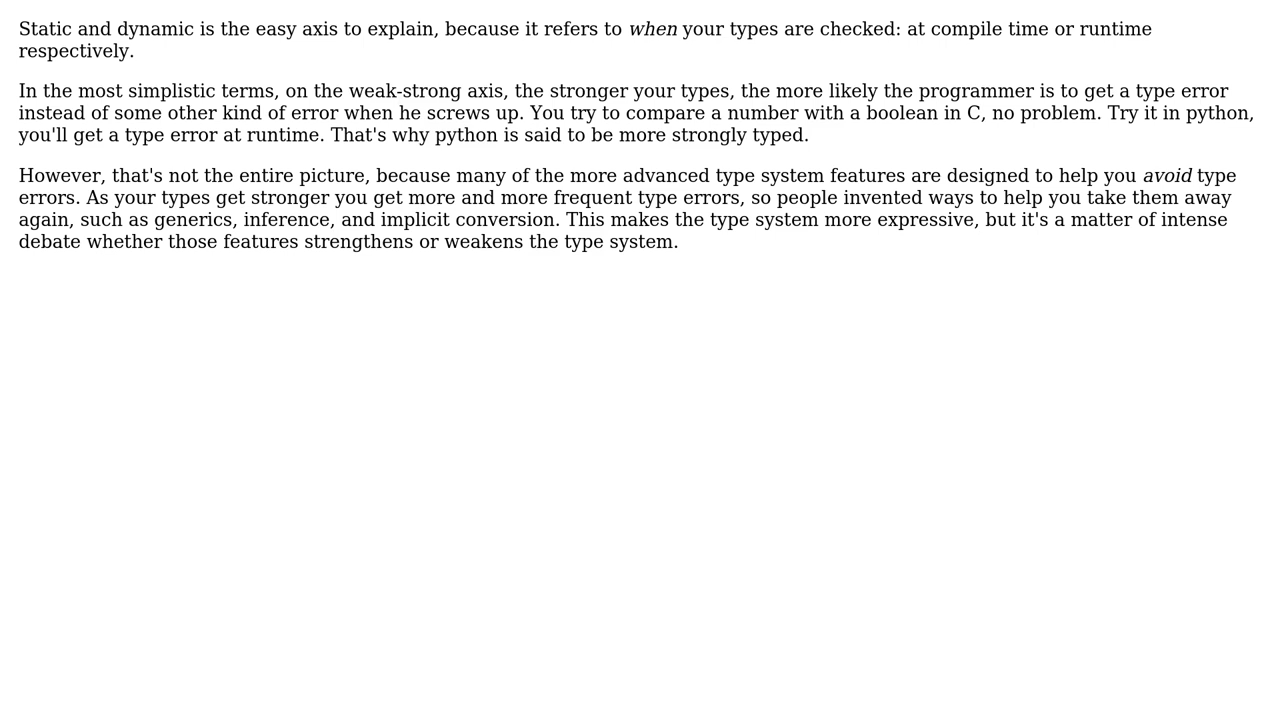 Static and dynamic is the easy axis to explain, because it refers to when your types are checked: at compile time or runtime
respectively.
In the most simplistic terms, on the weak-strong axis, the stronger your types, the more likely the programmer is to get a type error
instead of some other kind of error when he screws up. You try to compare a number with a boolean in C, no problem. Try it in python,
you'll get a type error at runtime. That's why python is said to be more strongly typed.
However, that's not the entire picture, because many of the more advanced type system features are designed to help you avoid type
errors. As your types get stronger you get more and more frequent type errors, so people invented ways to help you take them away
again, such as generics, inference, and implicit conversion. This makes the type system more expressive, but it's a matter of intense
debate whether those features strengthens or weakens the type system.